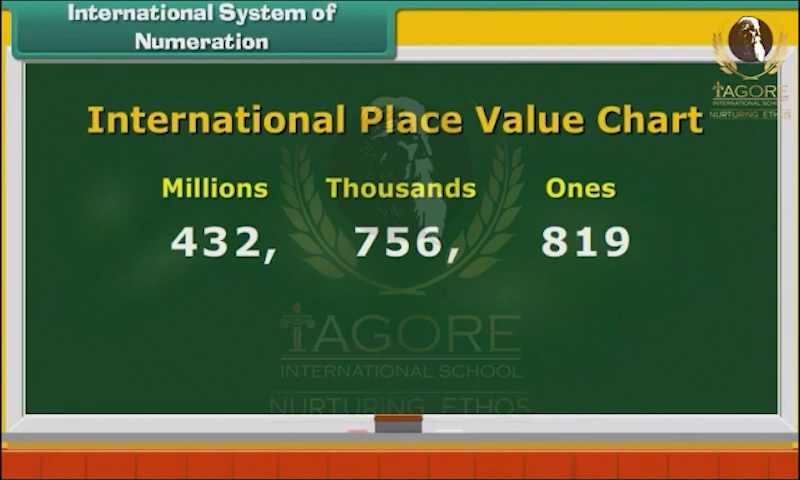 International System of
Numeration
TAGORE
INTERNATIONAL SCHOOL
NURTURING ETHOS
International Place Value Chart
Millions Thousands Ones
432, 756, 819
TAGORE
INTERNATIONAL SCHOOL
NURTURING ETHOS